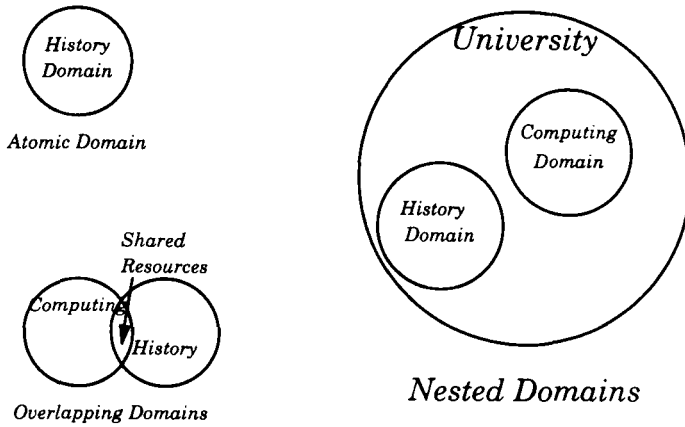 History
Domain
Atomic Domain
Shared
Resources
Computing
History
Overlapping Domains
University
Computing
Domain
History
Domain
Nested Domains